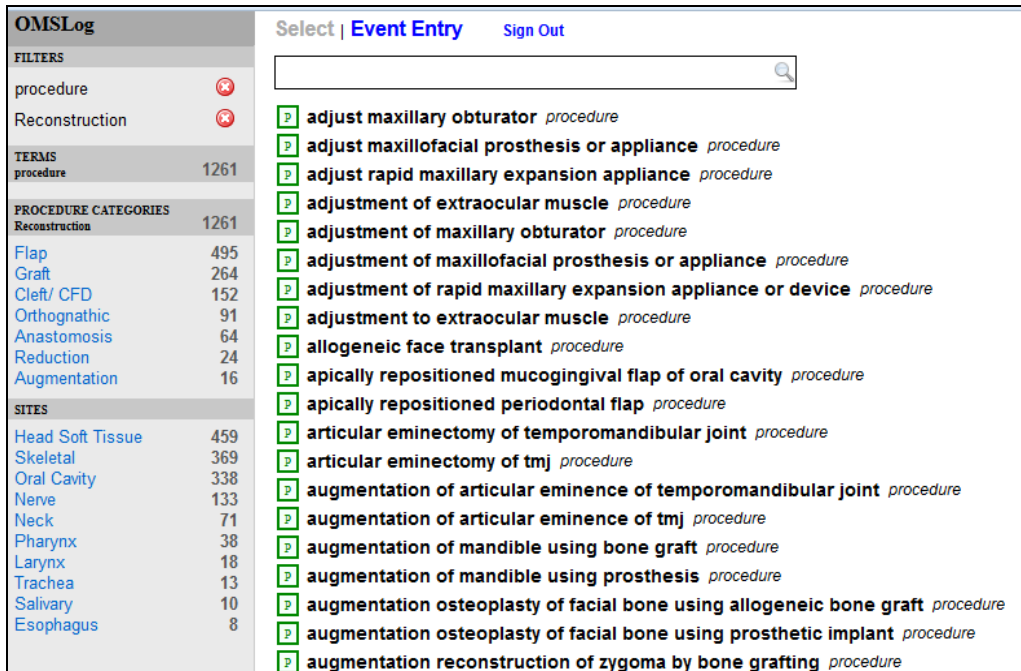 OMSLog
FILTERS
procedure
Reconstruction
TERMS
procedure 1261
PROCEDURE CATEGORIES
Reconstruction 1261
Flap 495
Graft 264
Cleft/ CFD 152
Orthognathic 91
Anastomosis 64
Reduction 24
Augmentation 16
SITES
Head Soft Tissue 459
Skeletal 369
Oral Cavity 338
Nerve 133
Neck 71
Pharynx 38
Larynx 18
Trachea 13
Salivary 10
Esophagus 8
Select | Event Entry Sign Out
P adjust maxillary obturator procedure
P adjust maxillofacial prosthesis or appliance procedure
P adjust rapid maxillary expansion appliance procedure
P adjustment of extraocular muscle procedure
P adjustment of maxillary obturator procedure
P adjustment of maxillofacial prosthesis or appliance procedure
P adjustment of rapid maxillary expansion appliance or device procedure
P adjustment to extraocular muscle procedure
P allogeneic face transplant procedure
P apically repositioned mucogingival flap of oral cavity procedure
P apically repositioned periodontal flap procedure
P articular eminectomy of temporomandibular joint procedure
P articular eminectomy of tmj procedure
P augmentation of articular eminence of temporomandibular joint procedure
P augmentation of articular eminence of tmj procedure
P augmentation of mandible using bone graft procedure
P augmentation of mandible using prosthesis procedure
P augmentation osteoplasty of facial bone using allogeneic bone graft procedure
P augmentation osteoplasty of facial bone using prosthetic implant procedure
P augmentation reconstruction of zygoma by bone grafting procedure